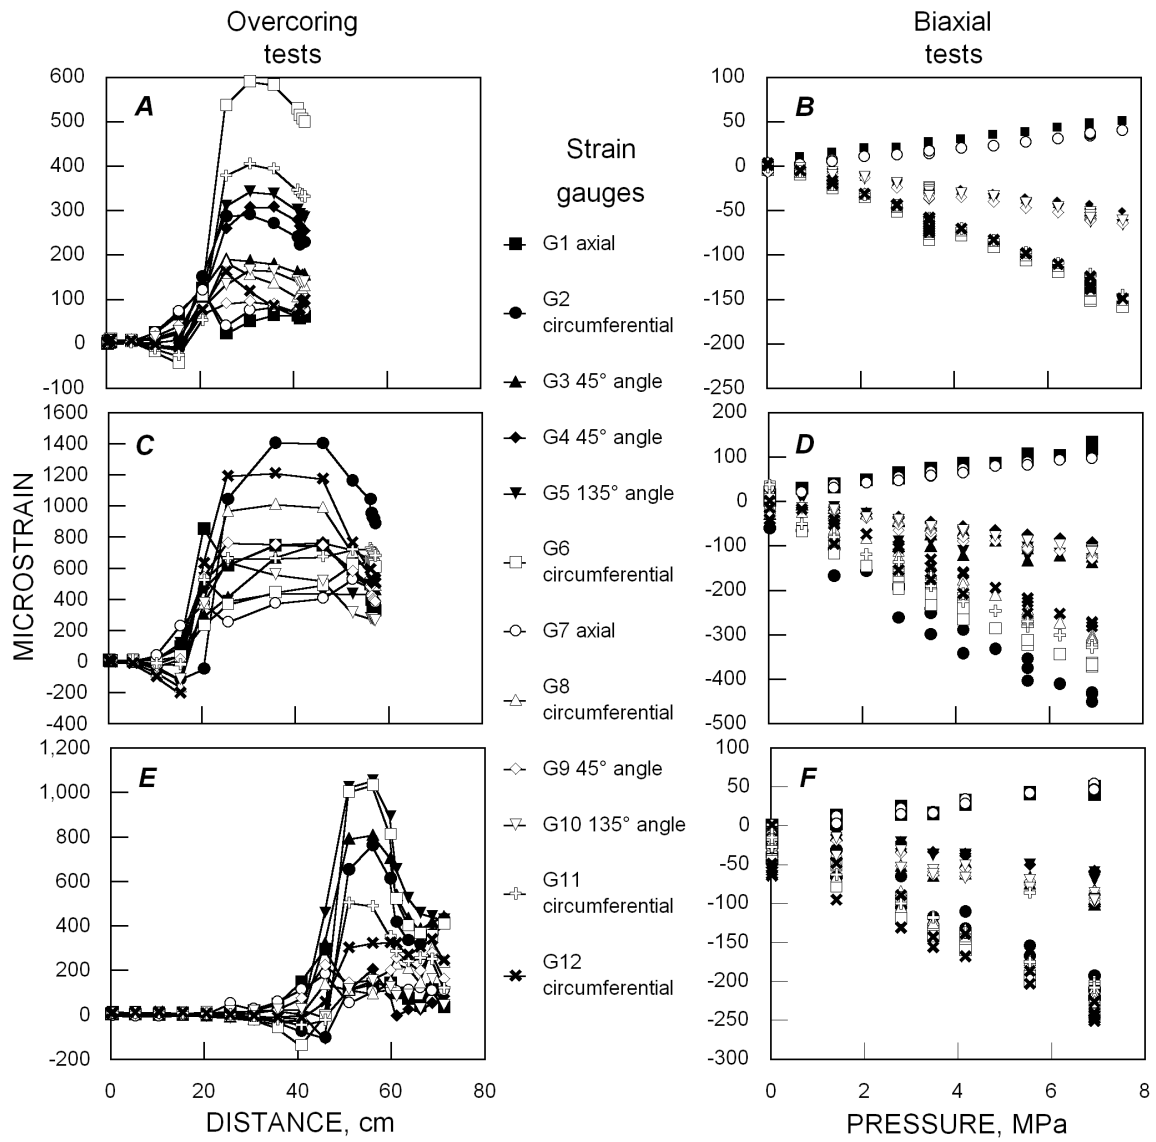 Overcoring
tests
Biaxial
tests
A
600
500
400
300
200
100
0
-100
B
100
50
0
-50
-100
-150
-200
-250
Strain
gauges
G1 axial
G2
circumferential
G3 45° angle
G4 45° angle
G5 135° angle
G6
circumferential
G7 axial
G8
circumferential
G9 45° angle
G10 135° angle
G11
circumferential
G12
circumferential
MICROSTRAIN
C
1600
1400
1200
1000
800
600
400
200
0
-200
-400
D
200
100
0
-100
-200
-300
-400
-500
E
1,200
1,000
800
600
400
200
0
-200
0 20 40 60 80
DISTANCE, cm
F
100
50
0
-50
-100
-150
-200
-250
-300
0 2 4 6 8
PRESSURE, MPa